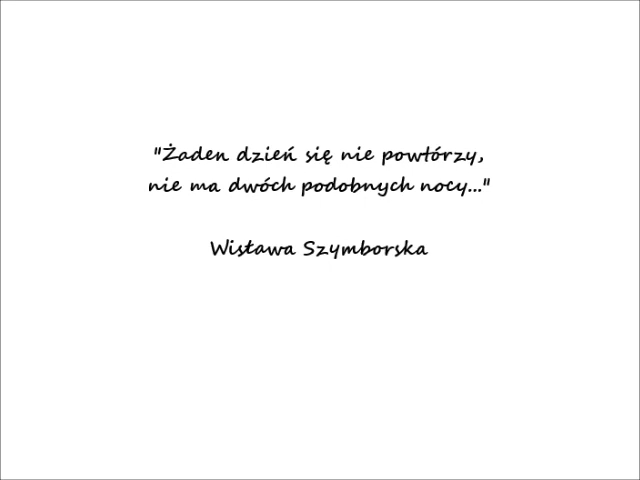 "Żaden dzień się nie powtórzy,
nie ma dwóch podobnych nocy..."
Wisława Szymborska